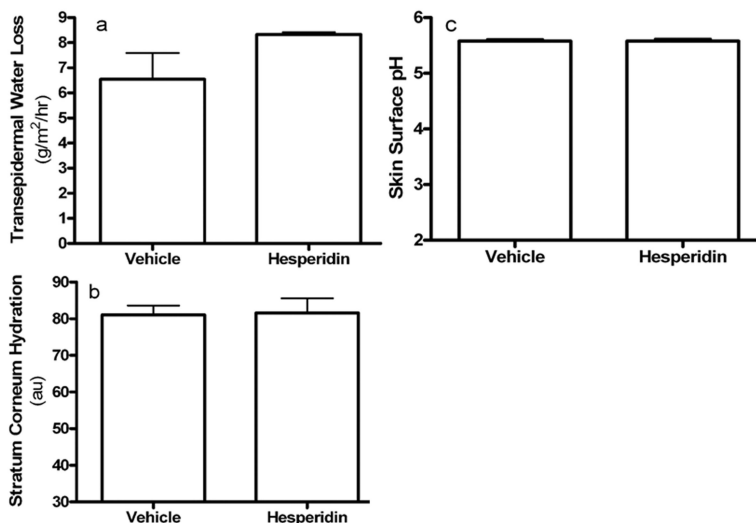 a
Transepidermal Water Loss
(g/m²/hr)
9
8
7
6
5
4
3
2
1
0
Vehicle
Hesperidin
c
Skin Surface pH
6
5
4
3
2
Vehicle
Hesperidin
b
Stratum Corneum Hydration
(au)
90
80
70
60
50
40
30
Vehicle
Hesperidin